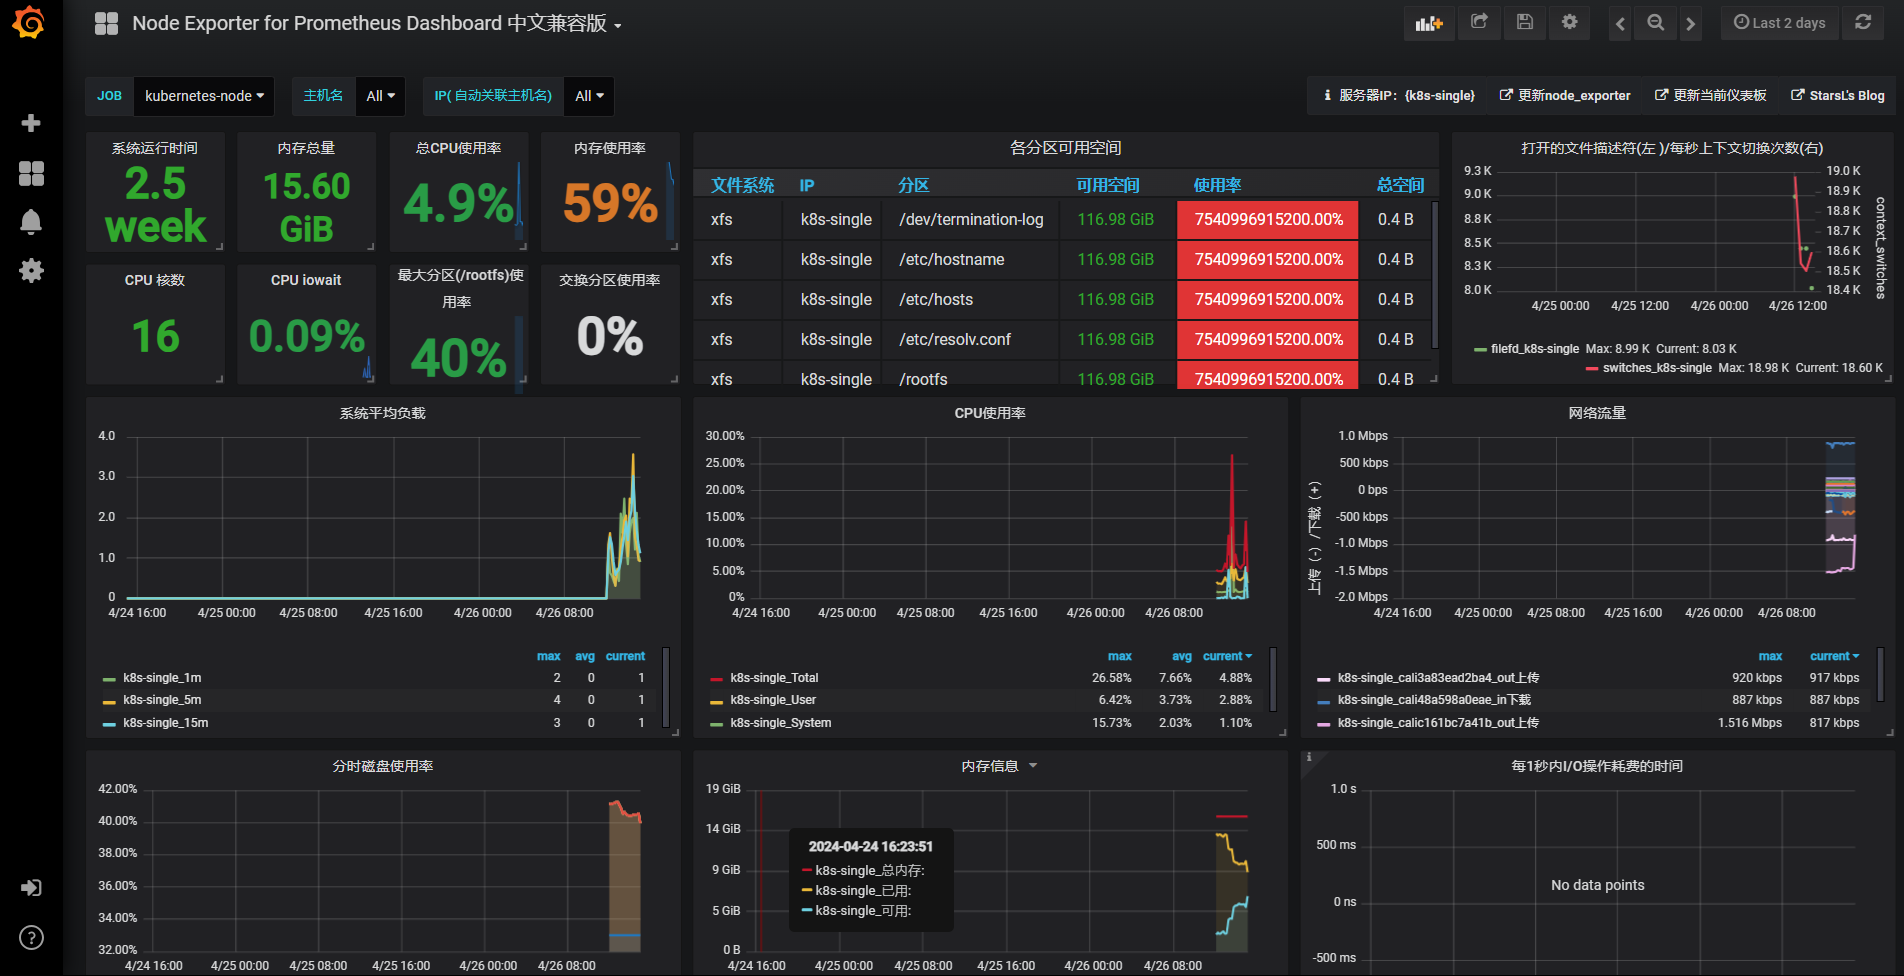 Node Exporter for Prometheus Dashboard 中文兼容版
Last 2 days
JOB kubernetes-node 主机名 All IP( 自动关联主机名) All
服务器IP：{k8s-single} 更新node_exporter 更新当前仪表板 StarsL's Blog
系统运行时间
2.5
week
内存总量
15.60
GiB
总CPU使用率
4.9%
内存使用率
59%
CPU 核数
16
CPU iowait
0.09%
最大分区(/rootfs)使
用率
40%
交换分区使用率
0%
各分区可用空间
文件系统 IP 分区 可用空间 使用率 总空间
xfs k8s-single /dev/termination-log 116.98 GiB 7540996915200.00% 0.4 B
xfs k8s-single /etc/hostname 116.98 GiB 7540996915200.00% 0.4 B
xfs k8s-single /etc/hosts 116.98 GiB 7540996915200.00% 0.4 B
xfs k8s-single /etc/resolv.conf 116.98 GiB 7540996915200.00% 0.4 B
xfs k8s-single /rootfs 116.98 GiB 7540996915200.00% 0.4 B
打开的文件描述符(左 )/每秒上下文切换次数(右)
9.3 K
9.0 K
8.8 K
8.5 K
8.3 K
8.0 K
19.0 K
18.9 K
18.8 K
18.7 K
18.6 K
18.5 K
18.4 K
context_switches
4/25 00:00 4/25 12:00 4/26 00:00 4/26 12:00
filefd_k8s-single Max: 8.99 K Current: 8.03 K
switches_k8s-single Max: 18.98 K Current: 18.60 K
系统平均负载
4.0
3.0
2.0
1.0
0
4/24 16:00 4/25 00:00 4/25 08:00 4/25 16:00 4/26 00:00 4/26 08:00
max avg current
k8s-single_1m 2 0 1
k8s-single_5m 4 0 1
k8s-single_15m 3 0 1
CPU使用率
30.00%
25.00%
20.00%
15.00%
10.00%
5.00%
0%
4/24 16:00 4/25 00:00 4/25 08:00 4/25 16:00 4/26 00:00 4/26 08:00
max avg current
k8s-single_Total 26.58% 7.66% 4.88%
k8s-single_User 6.42% 3.73% 2.88%
k8s-single_System 15.73% 2.03% 1.10%
网络流量
上传（-）/下载（+）
1.0 Mbps
500 kbps
0 bps
-500 kbps
-1.0 Mbps
-1.5 Mbps
-2.0 Mbps
4/24 16:00 4/25 00:00 4/25 08:00 4/25 16:00 4/26 00:00 4/26 08:00
max current
k8s-single_cali3a83ead2ba4_out上传 920 kbps 917 kbps
k8s-single_cali48a598a0eae_in下载 887 kbps 887 kbps
k8s-single_calic161bc7a41b_out上传 1.516 Mbps 817 kbps
分时磁盘使用率
42.00%
40.00%
38.00%
36.00%
34.00%
32.00%
4/24 16:00 4/25 00:00 4/25 08:00 4/25 16:00 4/26 00:00 4/26 08:00
内存信息
19 GiB
14 GiB
9 GiB
5 GiB
0 B
2024-04-24 16:23:51
k8s-single_总内存:
k8s-single_已用:
k8s-single_可用:
4/24 16:00 4/25 00:00 4/25 08:00 4/25 16:00 4/26 00:00 4/26 08:00
每1秒内I/O操作耗费的时间
1.0 s
500 ms
0 ns
-500 ms
No data points